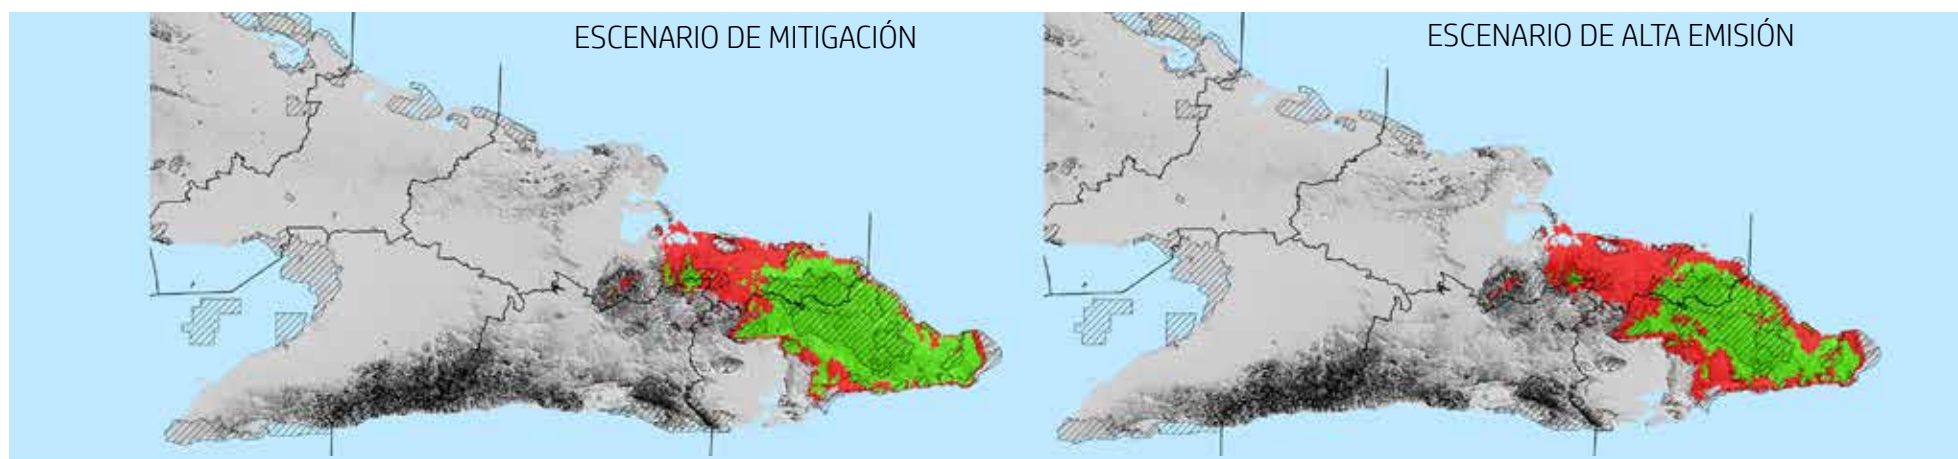 ESCENARIO DE MITIGACIÓN
ESCENARIO DE ALTA EMISIÓN